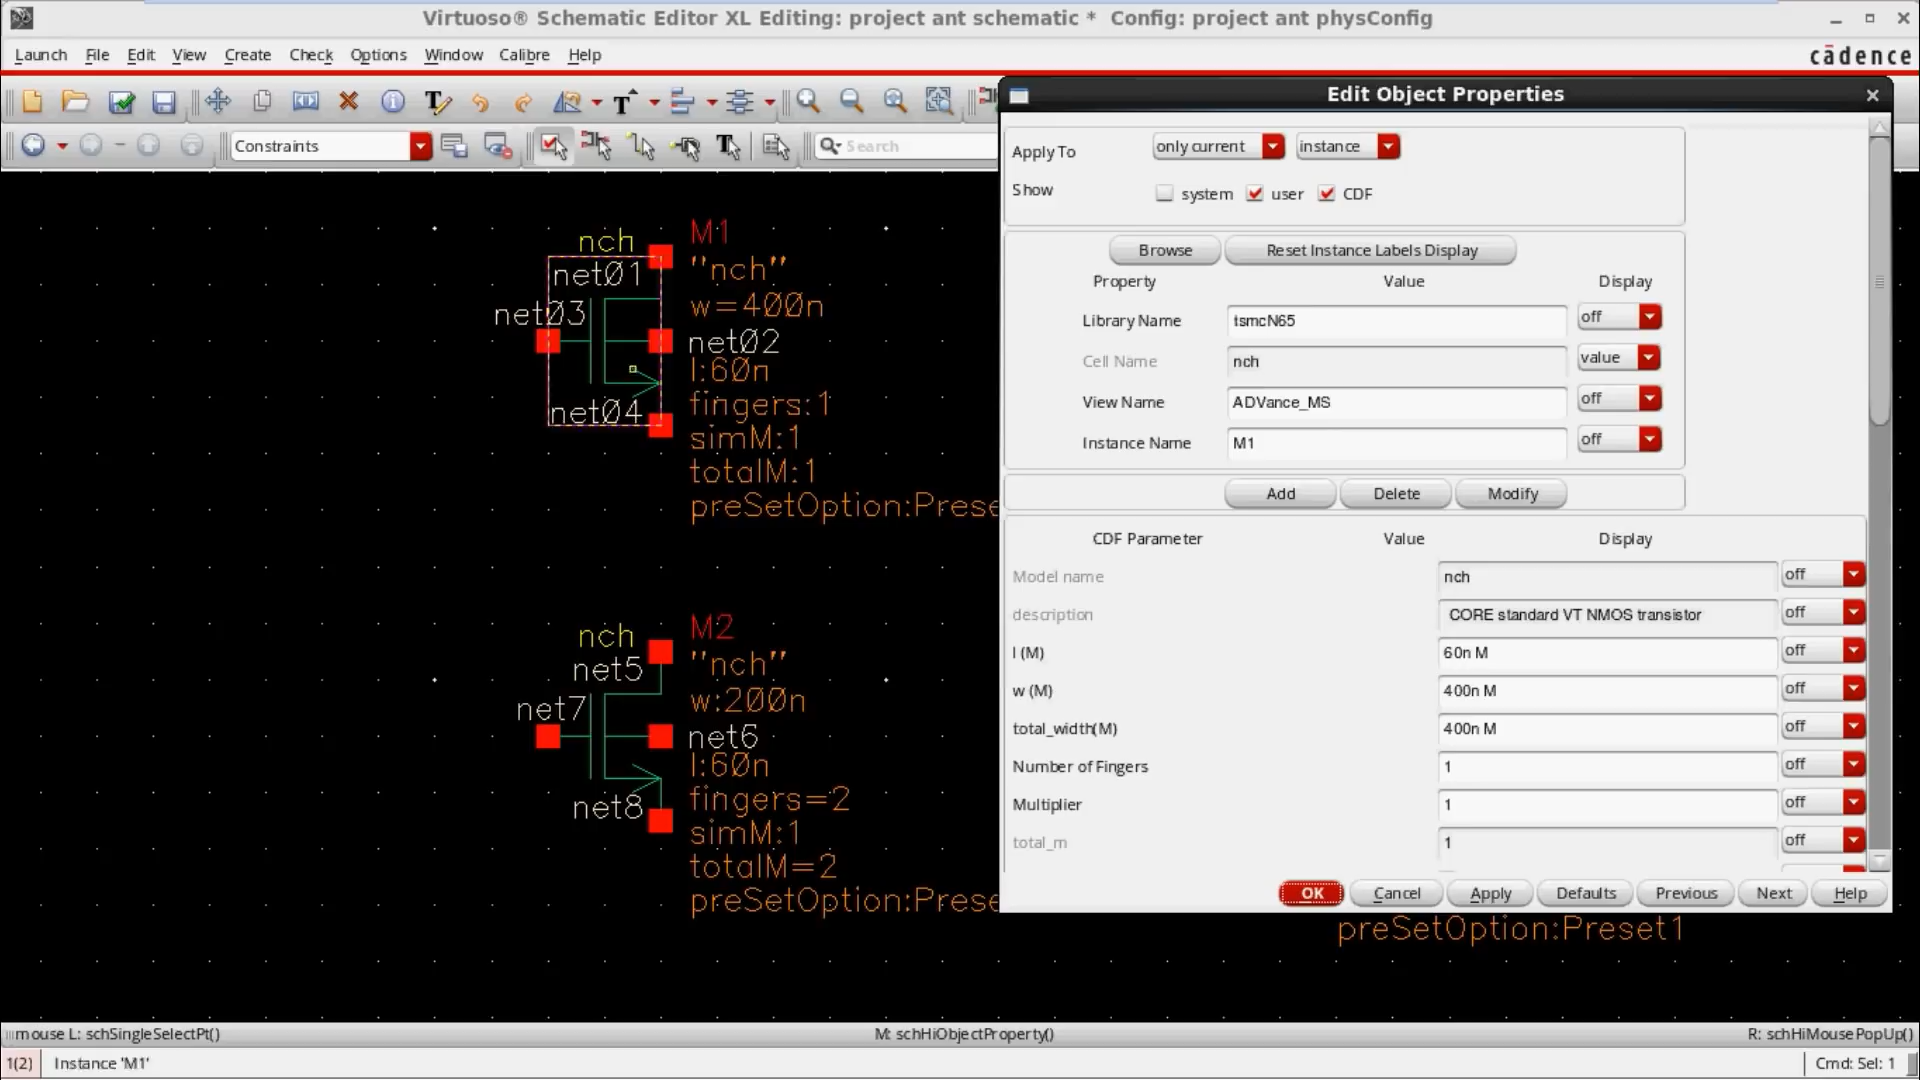 Virtuoso® Schematic Editor XL Editing: project ant schematic * Config: project ant physConfig
Launch File Edit View Create Check Options Window Calibre Help
cādence
Constraints
Search
nch
M1
net01
"nch"
net03
w=400n
net02
l:60n
net04
fingers:1
simM:1
totalM:1
preSetOption:Prese
nch
M2
net5
"nch"
net7
w:200n
net6
l:60n
net8
fingers=2
simM:1
totalM=2
preSetOption:Prese
Edit Object Properties
Apply To only current instance
Show system user CDF
Browse Reset Instance Labels Display
Property Value Display
Library Name tsmcN65 off
Cell Name nch value
View Name ADVance_MS off
Instance Name M1 off
Add Delete Modify
CDF Parameter Value Display
Model name nch off
description CORE standard VT NMOS transistor off
l (M) 60n M off
w (M) 400n M off
total_width(M) 400n M off
Number of Fingers 1 off
Multiplier 1 off
total_m 1 off
OK Cancel Apply Defaults Previous Next Help
preSetOption:Preset1
mouse L: schSingleSelectPt() M: schHiObjectProperty() R: schHiMousePopUp()
1(2) Instance 'M1' Cmd: Sel: 1